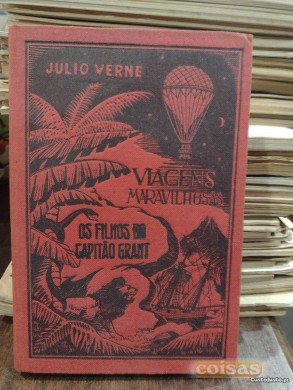 JULIO VERNE
VIAGENS
MARAVILHOSAS
OS FILHOS DO
CAPITÃO GRANT
coisas